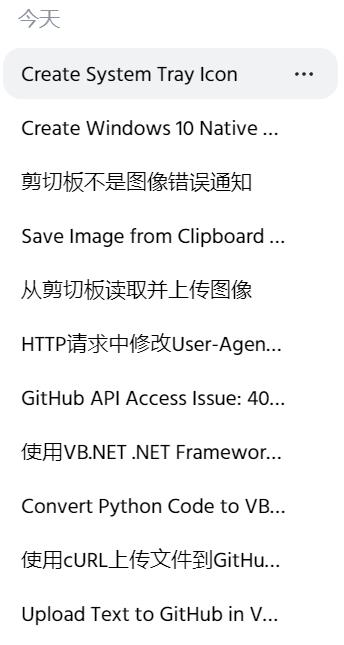 今天
Create System Tray Icon
Create Windows 10 Native ...
剪切板不是图像错误通知
Save Image from Clipboard ...
从剪切板读取并上传图像
HTTP请求中修改User-Agen...
GitHub API Access Issue: 40...
使用VB.NET .NET Framewor...
Convert Python Code to VB...
使用cURL上传文件到GitHu...
Upload Text to GitHub in V...